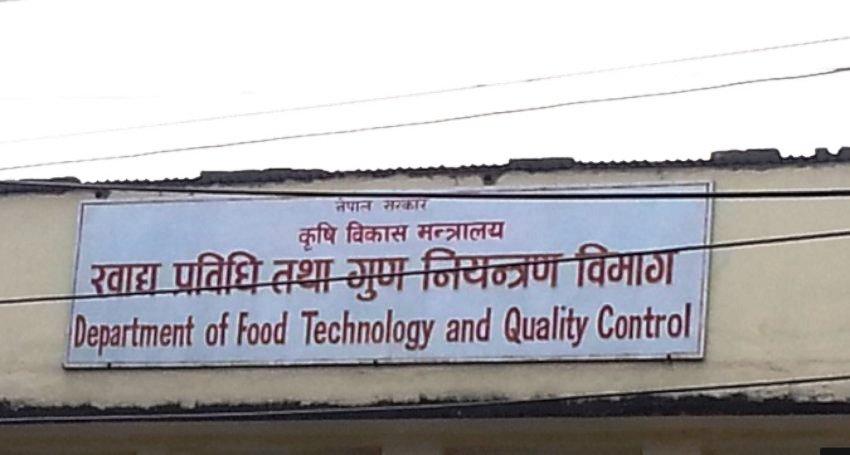 नेपाल सरकार
कृषि विकास मन्त्रालय
खाद्य प्रविधि तथा गुण नियन्त्रण विभाग
Department of Food Technology and Quality Control